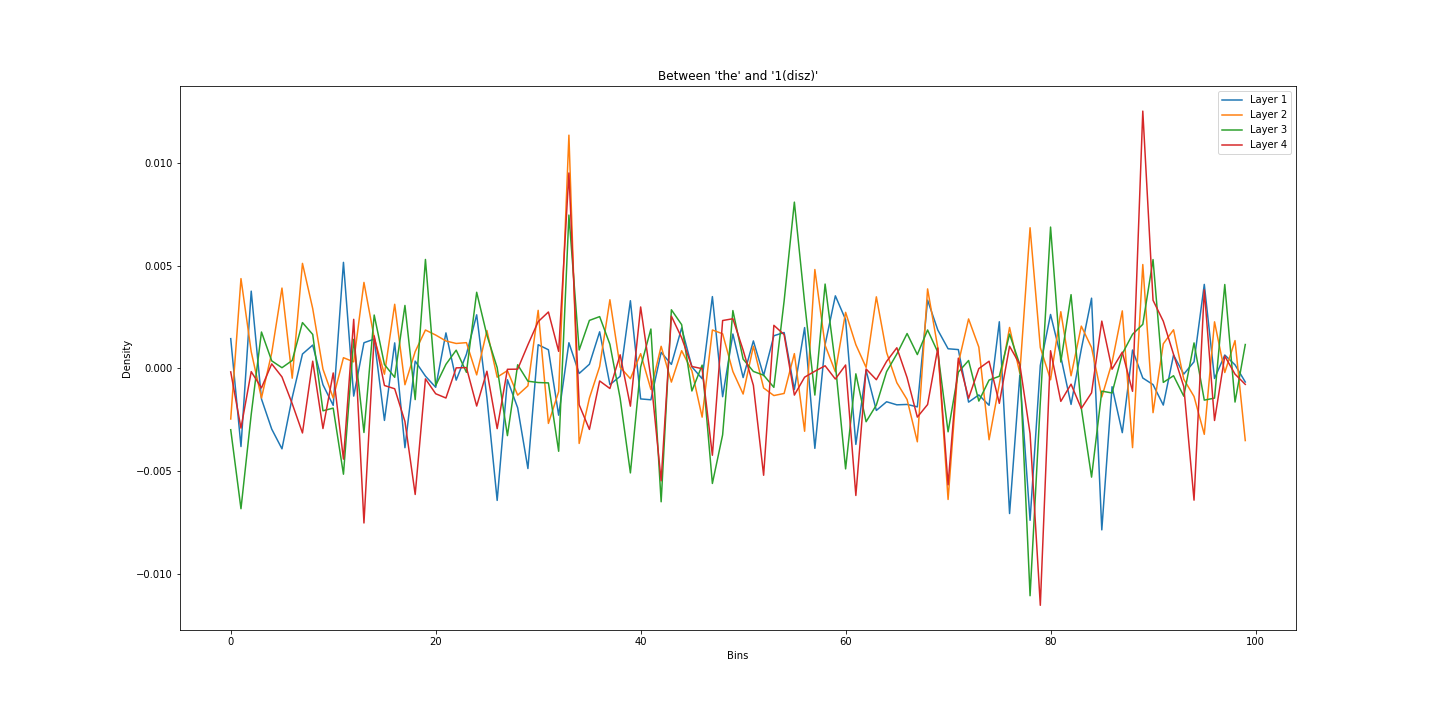 Between 'the' and '1(disz)'
Layer 1
Layer 2
Layer 3
Layer 4
Density
0.010
0.005
0.000
−0.005
−0.010
0 20 40 60 80 100
Bins